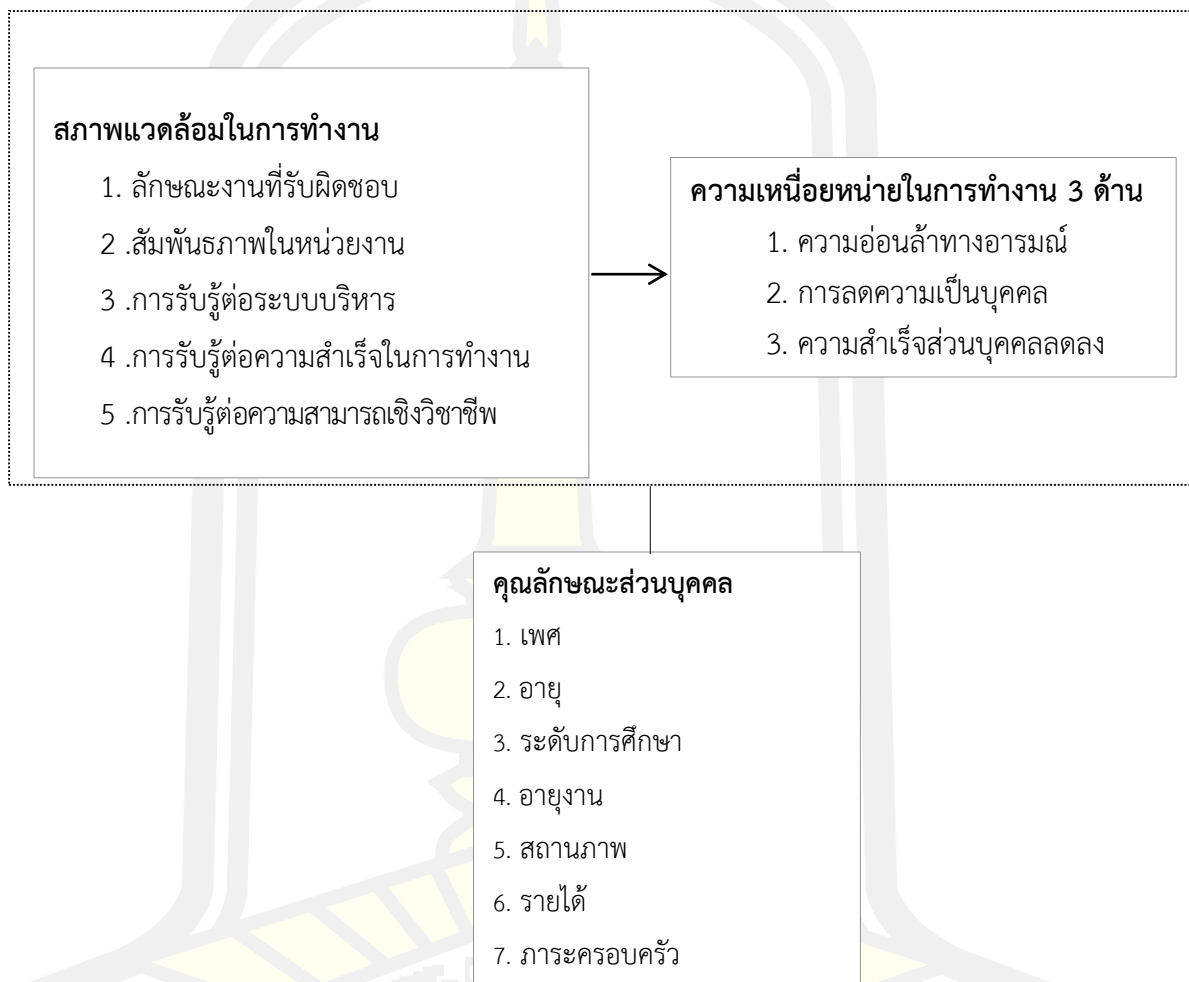 สภาพแวดล้อมในการทำงาน
1. ลักษณะงานที่รับผิดชอบ
2 .สัมพันธภาพในหน่วยงาน
3 .การรับรู้ต่อระบบบริหาร
4 .การรับรู้ต่อความสำเร็จในการทำงาน
5 .การรับรู้ต่อความสามารถเชิงวิชาชีพ
ความเหนื่อยหน่ายในการทำงาน 3 ด้าน
1. ความอ่อนล้าทางอารมณ์
2. การลดความเป็นบุคคล
3. ความสำเร็จส่วนบุคคลลดลง
คุณลักษณะส่วนบุคคล
1. เพศ
2. อายุ
3. ระดับการศึกษา
4. อายุงาน
5. สถานภาพ
6. รายได้
7. ภาระครอบครัว